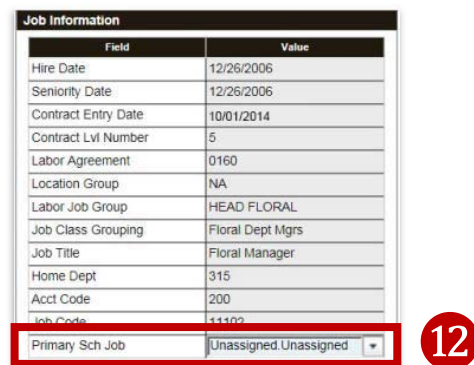 Job Information
Field Value
Hire Date 12/26/2006
Seniority Date 12/26/2006
Contract Entry Date 10/01/2014
Contract Lvl Number 5
Labor Agreement 0160
Location Group NA
Labor Job Group HEAD FLORAL
Job Class Grouping Floral Dept Mgrs
Job Title Floral Manager
Home Dept 315
Acct Code 200
Job Code 11102
Primary Sch Job Unassigned.Unassigned
12